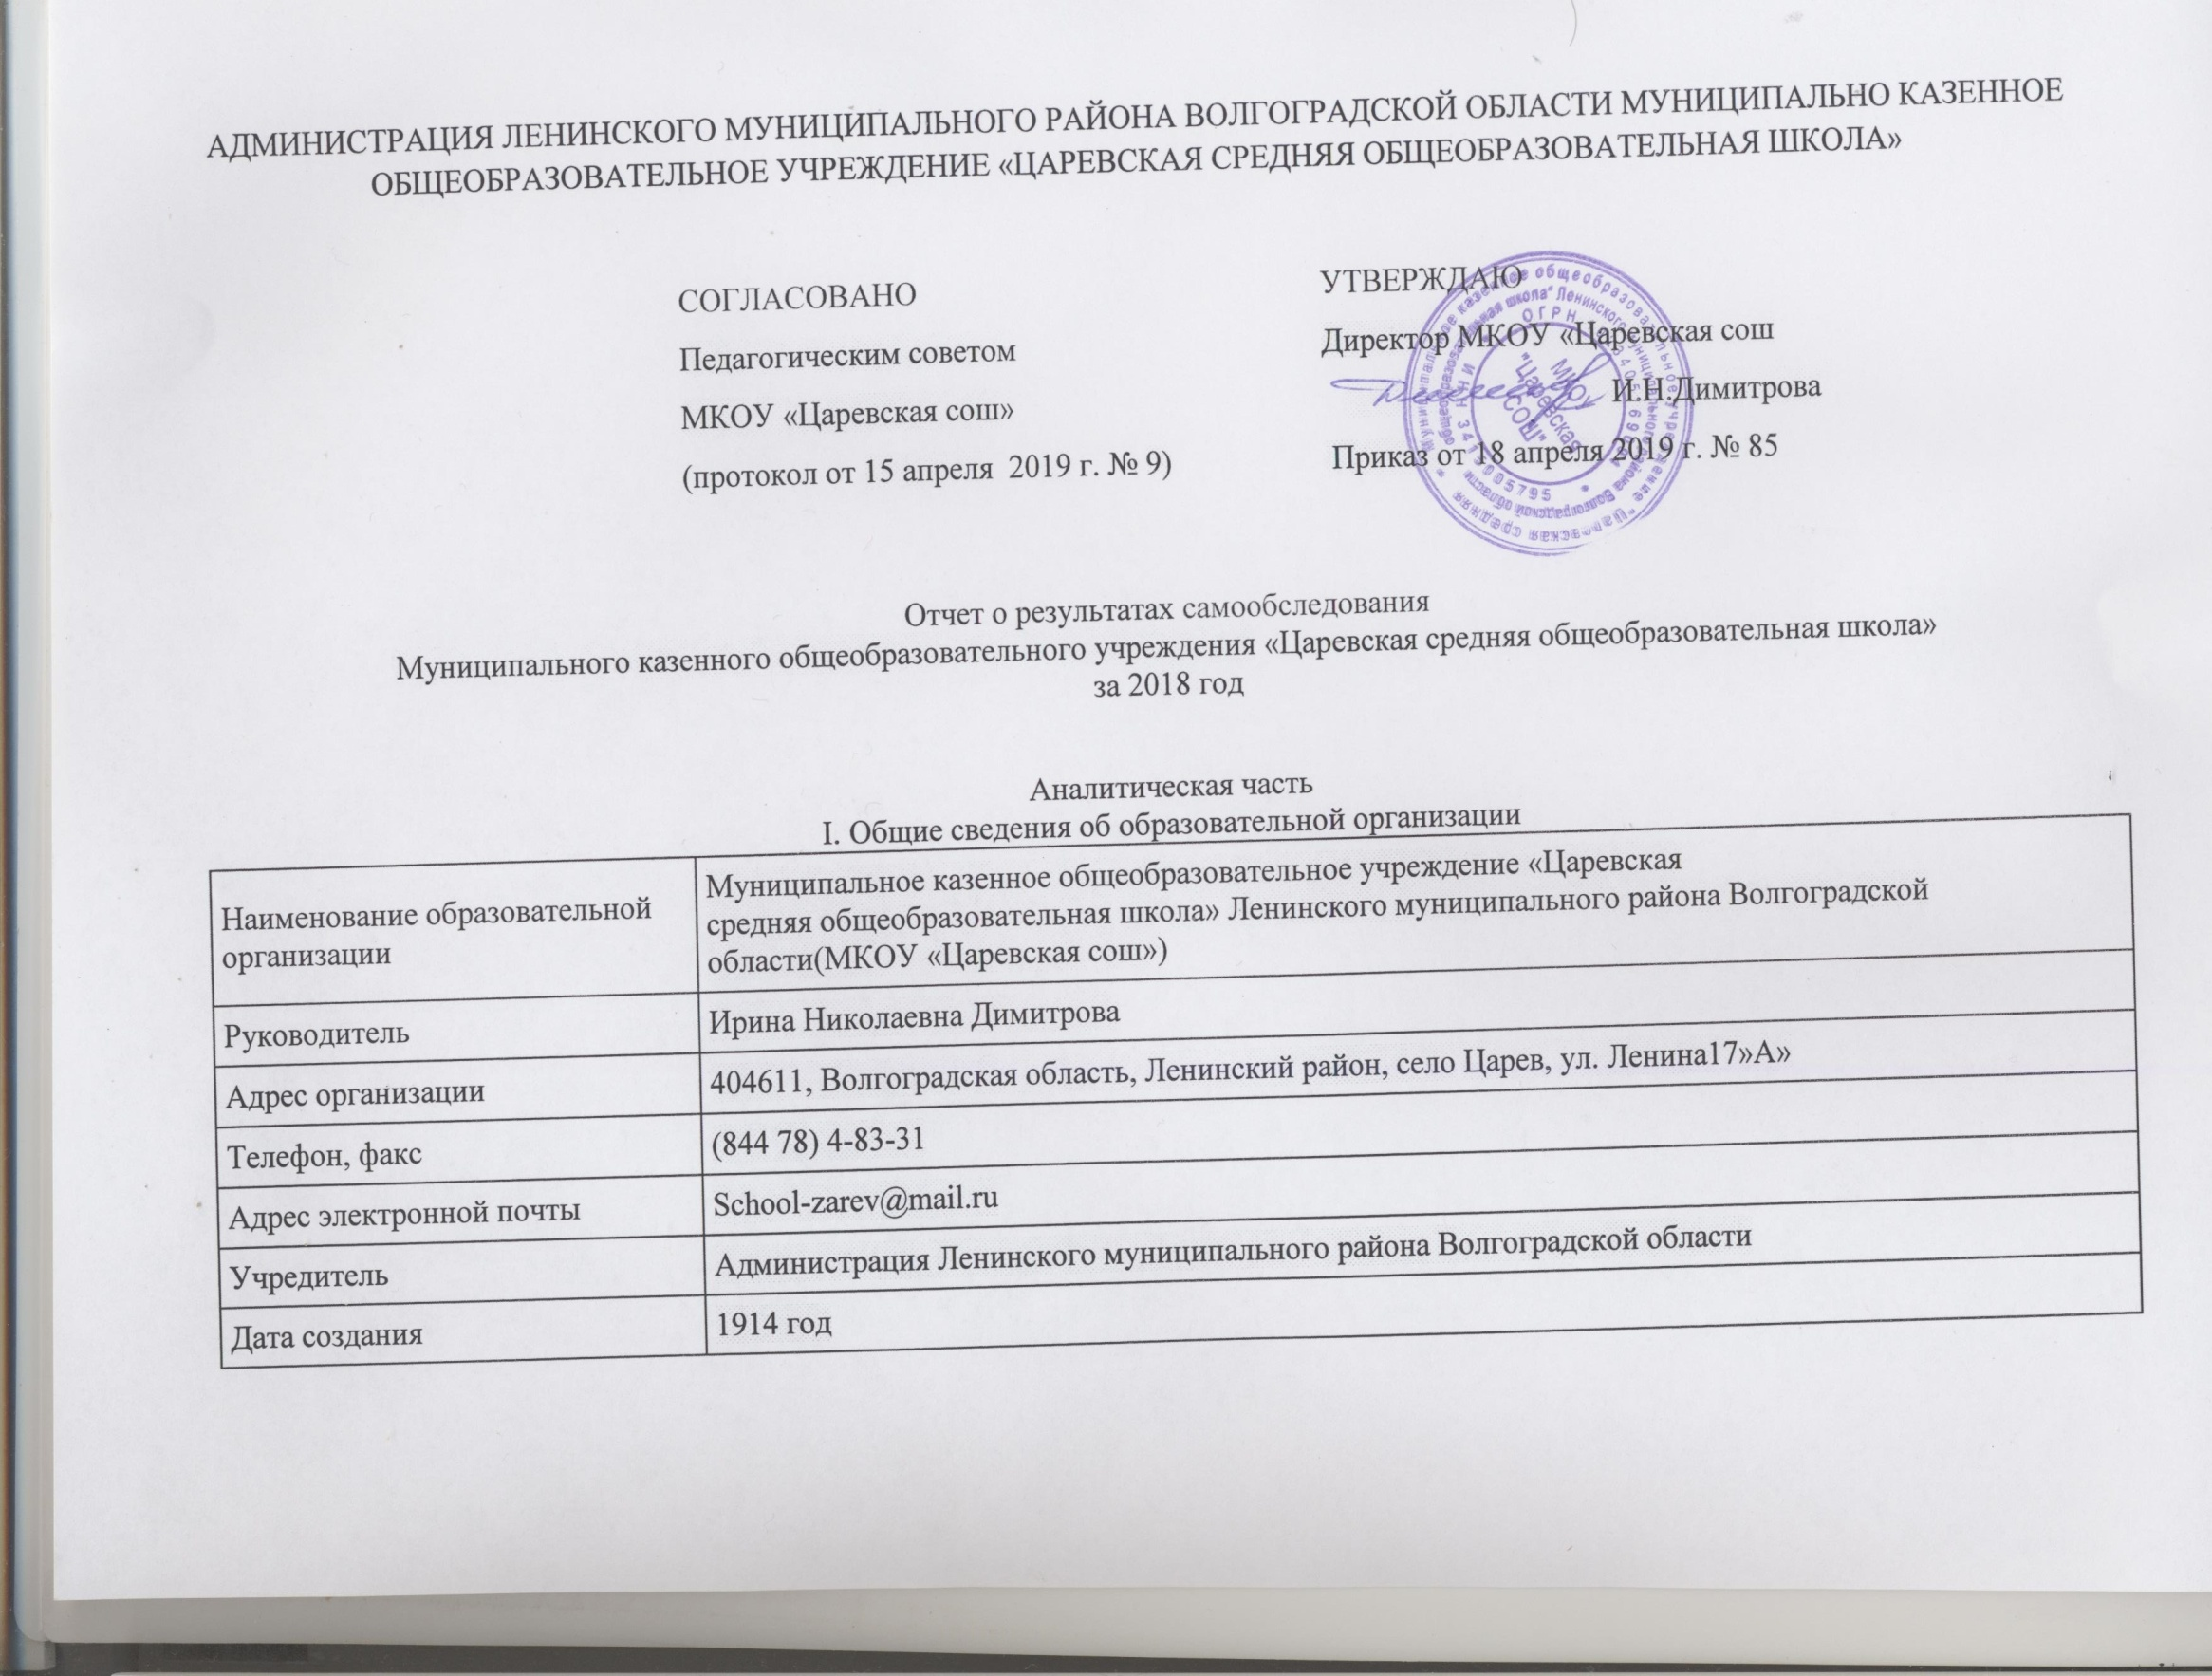 АДМИНИСТРАЦИЯ ЛЕНИНСКОГО МУНИЦИПАЛЬНОГО РАЙОНА ВОЛГОГРАДСКОЙ ОБЛАСТИ МУНИЦИПАЛЬНО КАЗЕННОЕ
ОБЩЕОБРАЗОВАТЕЛЬНОЕ УЧРЕЖДЕНИЕ «ЦАРЕВСКАЯ СРЕДНЯЯ ОБЩЕОБРАЗОВАТЕЛЬНАЯ ШКОЛА»
СОГЛАСОВАНО
Педагогическим советом
МКОУ «Царевская сош»
(протокол от 15 апреля 2019 г. № 9)
УТВЕРЖДАЮ
Директор МКОУ «Царевская сош
И.Н.Димитрова
Приказ от 18 апреля 2019 г. № 85
МКОУ
"Царевская
СОШ"
Отчет о результатах самообследования
Муниципального казенного общеобразовательного учреждения «Царевская средняя общеобразовательная школа»
за 2018 год
Аналитическая часть
I. Общие сведения об образовательной организации
Наименование образовательной
организации
Муниципальное казенное общеобразовательное учреждение «Царевская
средняя общеобразовательная школа» Ленинского муниципального района Волгоградской
области(МКОУ «Царевская сош»)
Руководитель
Ирина Николаевна Димитрова
Адрес организации
404611, Волгоградская область, Ленинский район, село Царев, ул. Ленина17»А»
Телефон, факс
(844 78) 4-83-31
Адрес электронной почты
School-zarev@mail.ru
Учредитель
Администрация Ленинского муниципального района Волгоградской области
Дата создания
1914 год